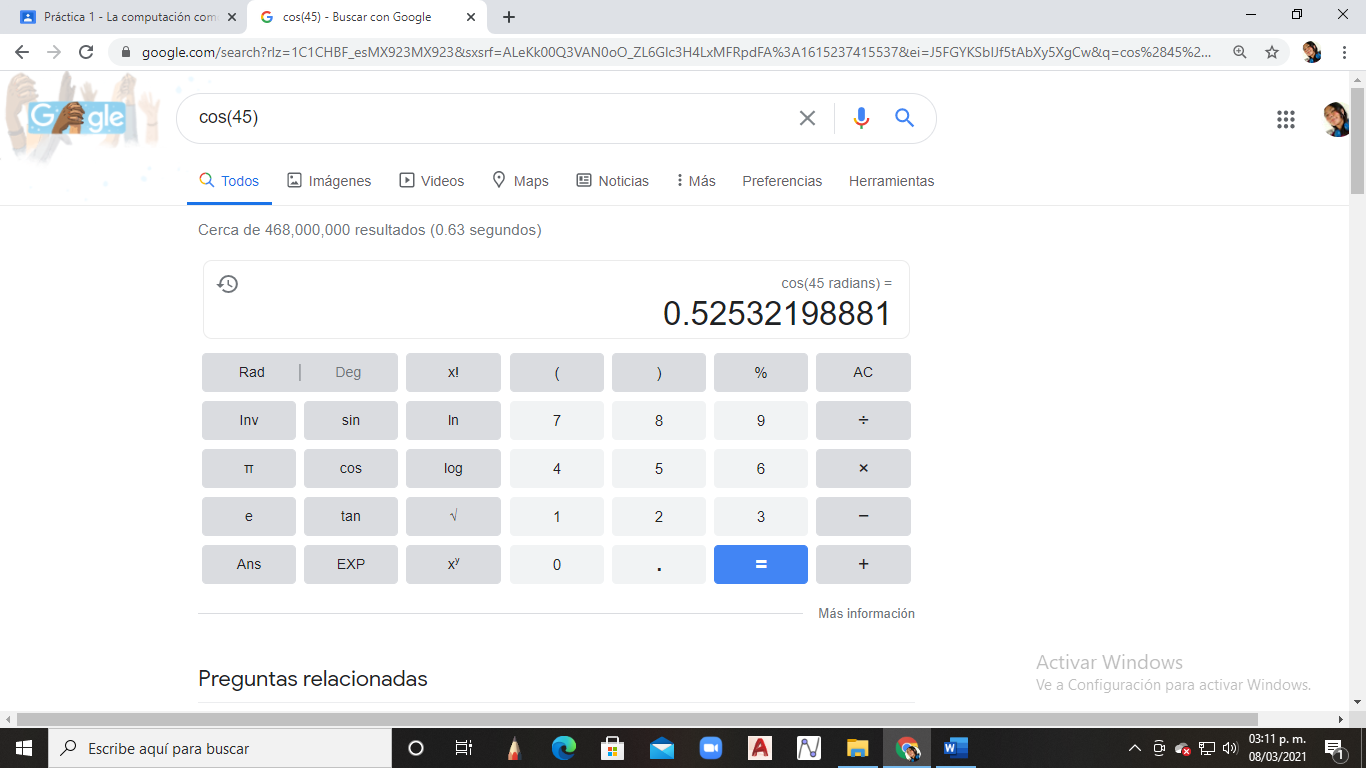 Práctica 1 - La computación com
cos(45) - Buscar con Google
google.com/search?rlz=1C1CHBF_esMX923MX923&sxsrf=ALeKk00Q3VAN0oO_ZL6Glc3H4LxMFRpdFA%3A1615237415537&ei=J5FGYKSbIJf5tAbXy5XgCw&q=cos%2845%2...
Google
cos(45)
Todos Imágenes Videos Maps Noticias Más Preferencias Herramientas
Cerca de 468,000,000 resultados (0.63 segundos)
cos(45 radians) =
0.52532198881
Rad | Deg x! ( ) % AC
Inv sin ln 7 8 9 ÷
π cos log 4 5 6 ×
e tan √ 1 2 3 −
Ans EXP xʸ 0 . = +
Más información
Preguntas relacionadas
Activar Windows
Ve a Configuración para activar Windows.
Escribe aquí para buscar
03:11 p. m.
08/03/2021
1